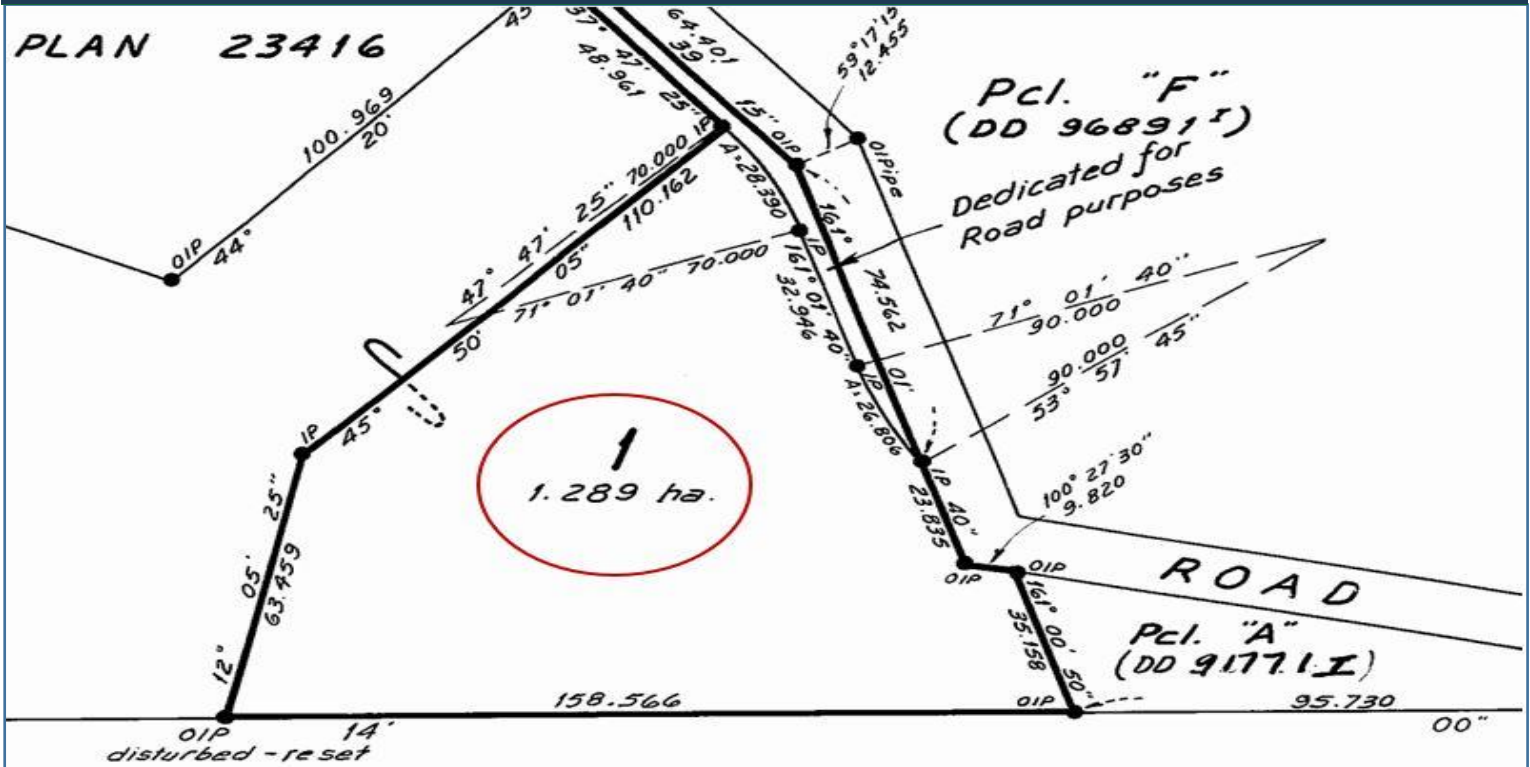 PLAN 23416
45
37° 47' 25"
48.961
64.401
39'
15"
59° 17' 15"
12.455
Pcl. "F"
(DD 96891 I)
Dedicated for
Road purposes
100.969
20'
44°
OIP
IP
OIP
OIPipe
47° 47' 25" 70.000
110.162
45° 50' 05"
A=28.390
IP
71° 01' 40" 70.000
161° 01' 40"
32.946
161° 01' 40"
74.562
71° 01' 40"
90.000
90.000
53° 57' 45"
IP
A=26.806
IP
23.835
100° 27' 30"
9.820
IP
1
1.289 ha.
12° 05' 25"
63.459
OIP
OIP
ROAD
161° 00' 50"
35.158
Pcl. "A"
(DD 91771 I)
158.566
OIP
95.730
OIP
14'
00"
disturbed - reset